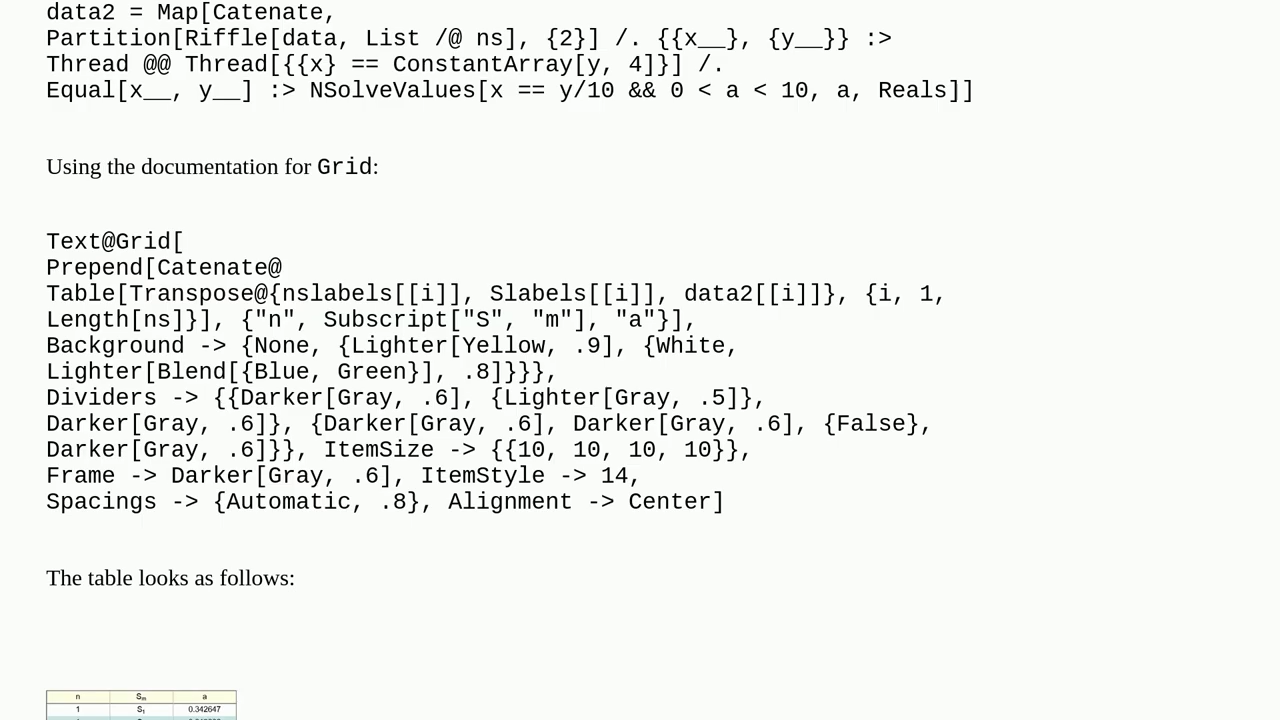 data2 = Map[Catenate,
Partition[Riffle[data, List /@ ns], {2}] /. {{x__}, {y__}} :>
Thread @@ Thread[{{x} == ConstantArray[y, 4]}] /.
Equal[x__, y__] :> NSolveValues[x == y/10 && 0 < a < 10, a, Reals]]
Using the documentation for Grid:
Text@Grid[
Prepend[Catenate@
Table[Transpose@{nslabels[[i]], Slabels[[i]], data2[[i]]}, {i, 1,
Length[ns]}], {"n", Subscript["S", "m"], "a"}],
Background -> {None, {Lighter[Yellow, .9], {White,
Lighter[Blend[{Blue, Green}], .8]}}},
Dividers -> {{Darker[Gray, .6], {Lighter[Gray, .5]},
Darker[Gray, .6]}, {Darker[Gray, .6], Darker[Gray, .6], {False},
Darker[Gray, .6]}}, ItemSize -> {{10, 10, 10, 10}},
Frame -> Darker[Gray, .6], ItemStyle -> 14,
Spacings -> {Automatic, .8}, Alignment -> Center]
The table looks as follows:
n Sm a
1 S1 0.342647